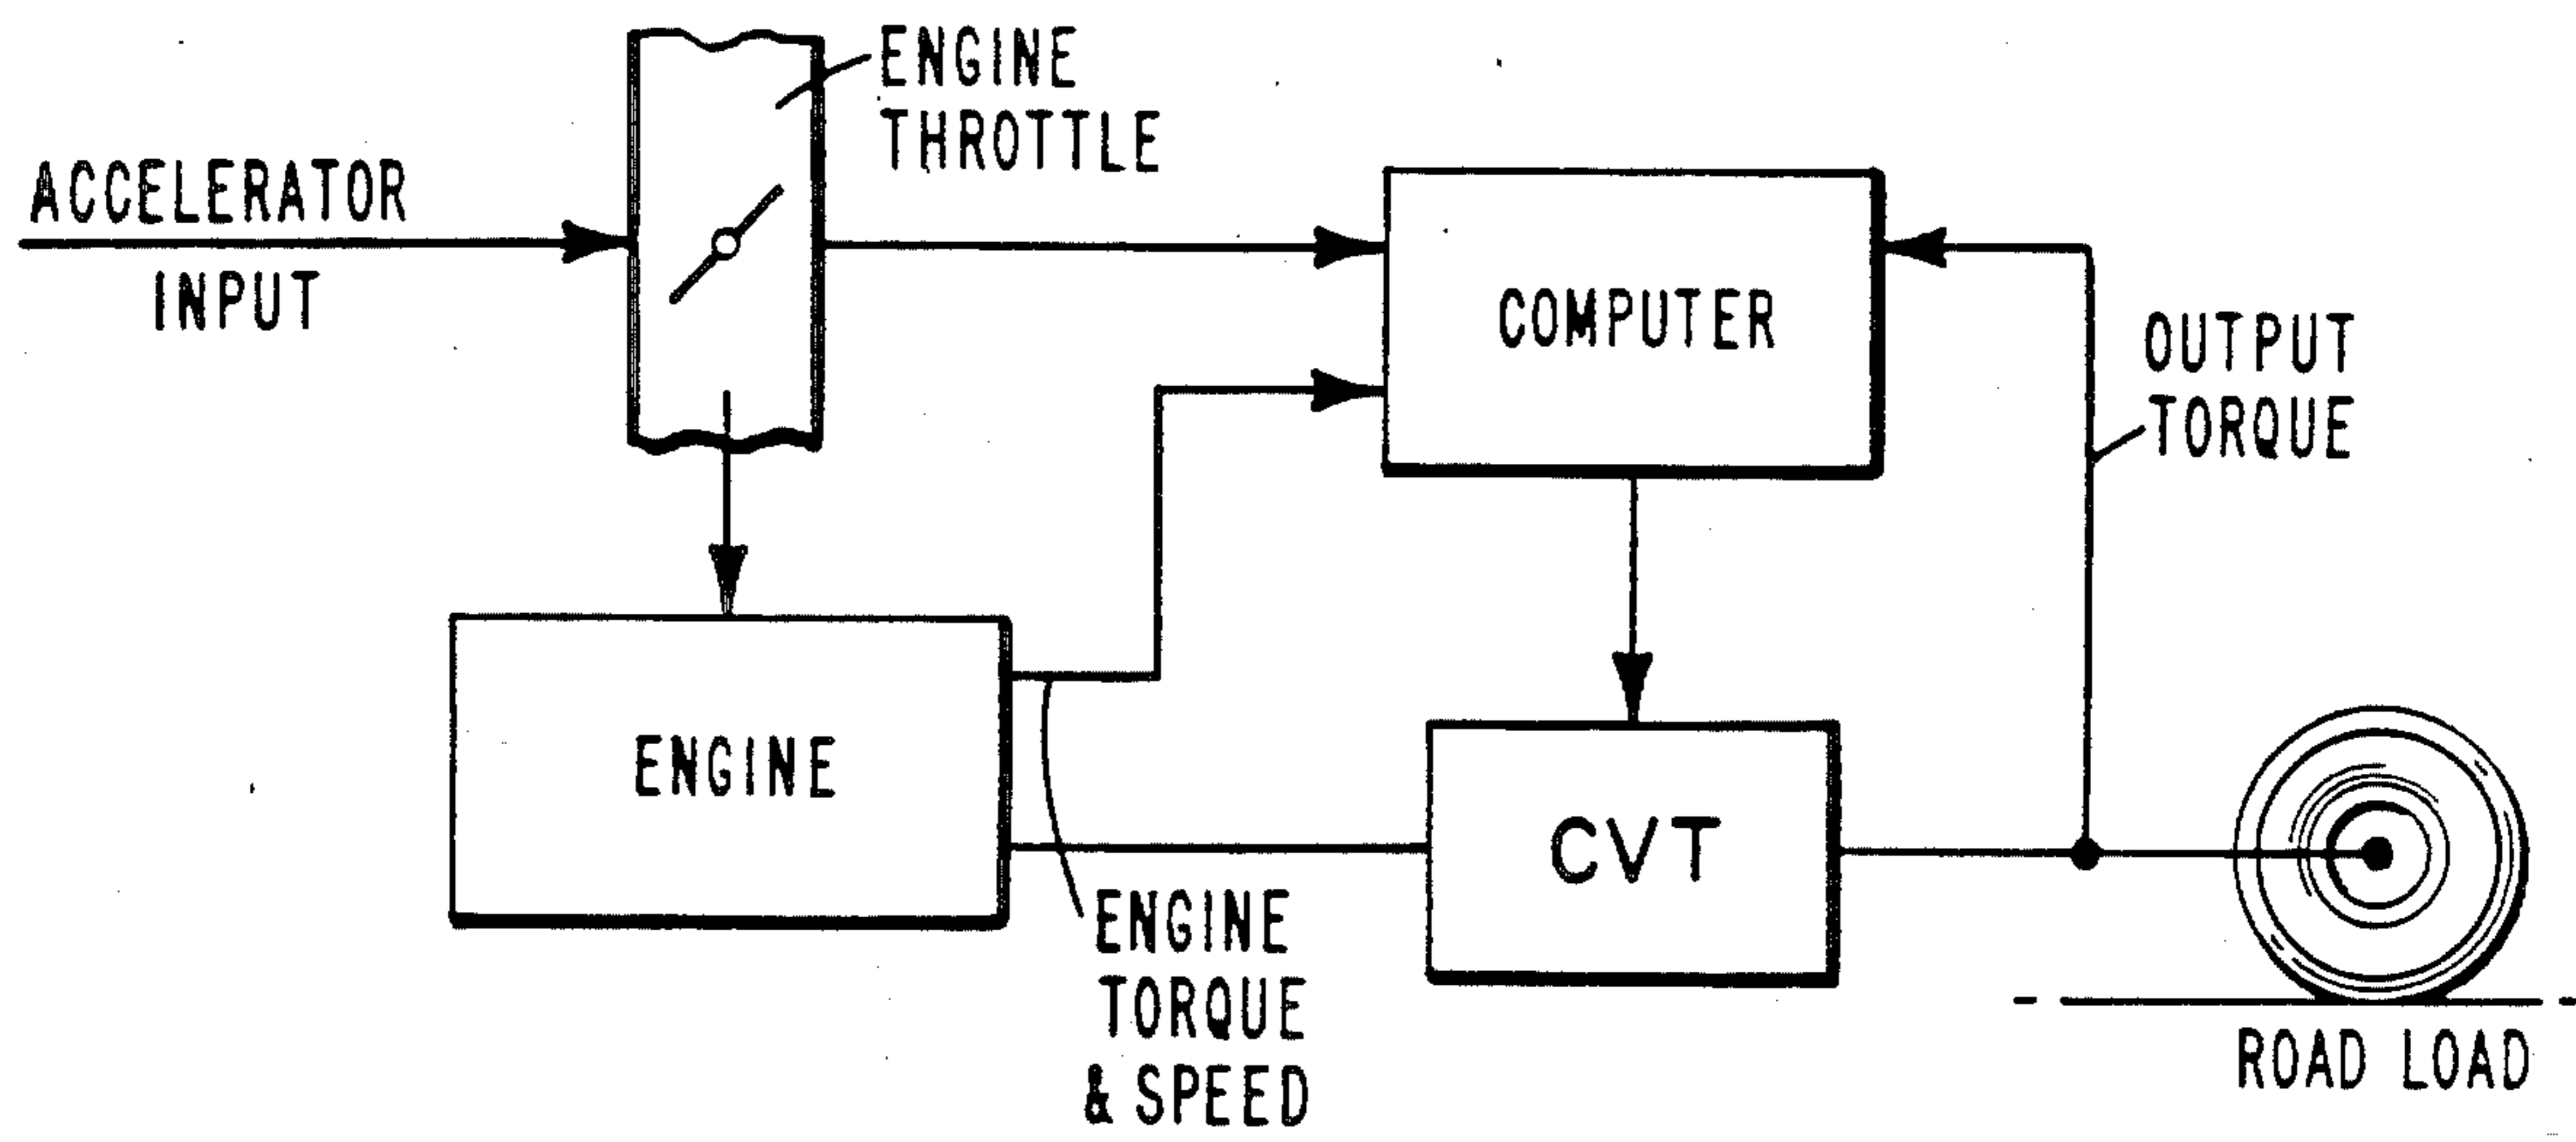 ENGINE
THROTTLE
ACCELERATOR
INPUT
COMPUTER
OUTPUT
TORQUE
ENGINE
CVT
ENGINE
TORQUE
& SPEED
ROAD LOAD